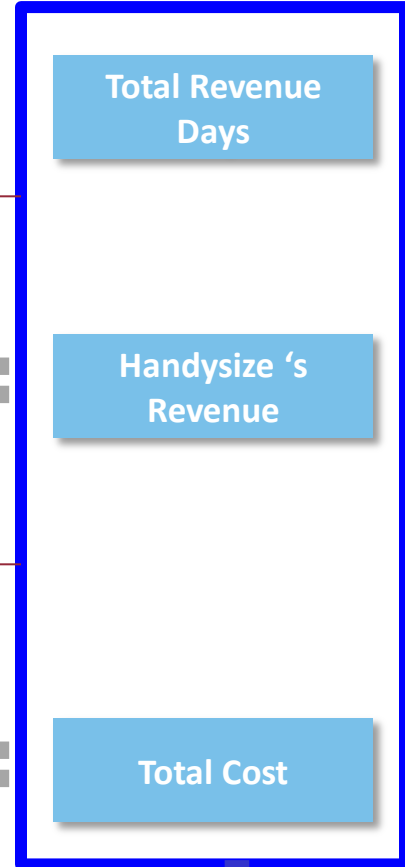 Total Revenue
Days
Handysize ‘s
Revenue
Total Cost